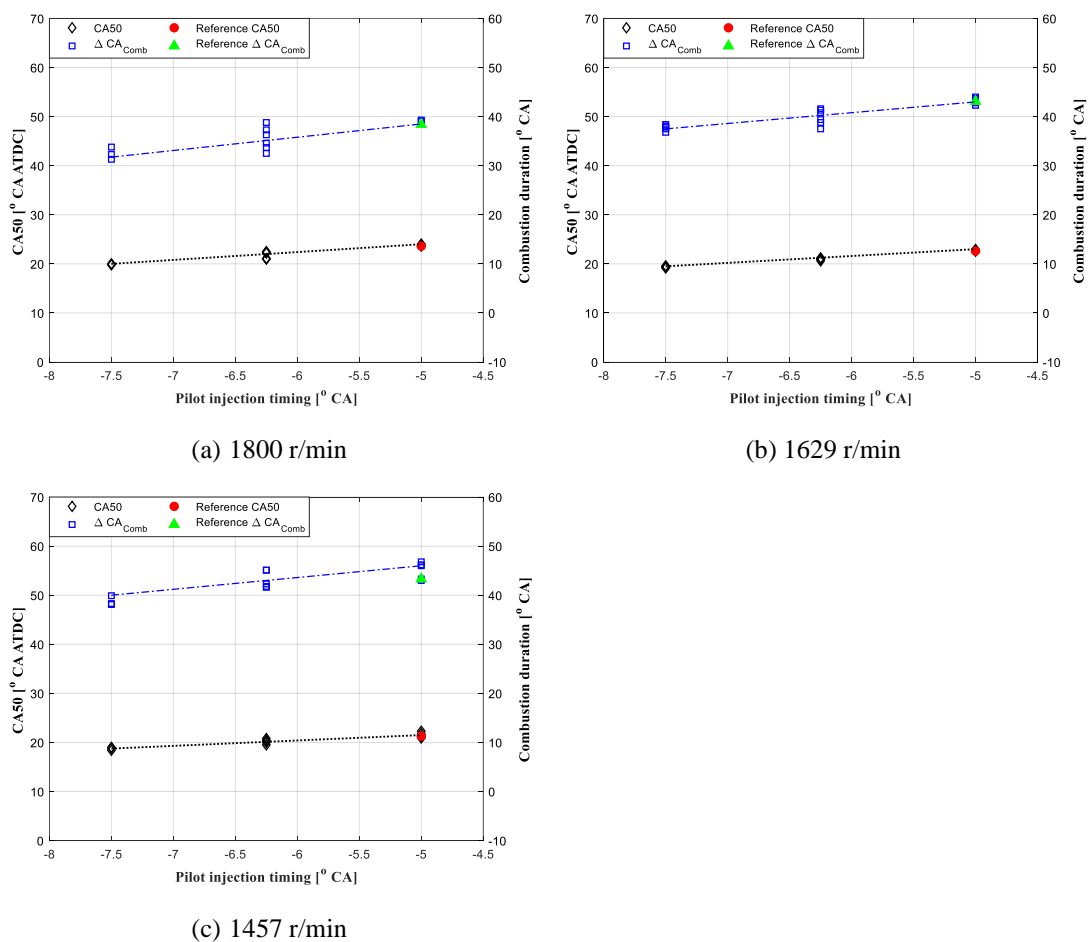 CA50
Δ CA_Comb
Reference CA50
Reference Δ CA_Comb
70
60
50
40
30
20
10
0
CA50 [° CA ATDC]
60
50
40
30
20
10
0
-10
Combustion duration [° CA]
-8 -7.5 -7 -6.5 -6 -5.5 -5 -4.5
Pilot injection timing [° CA]
(a) 1800 r/min
CA50
Δ CA_Comb
Reference CA50
Reference Δ CA_Comb
70
60
50
40
30
20
10
0
CA50 [° CA ATDC]
60
50
40
30
20
10
0
-10
Combustion duration [° CA]
-8 -7.5 -7 -6.5 -6 -5.5 -5 -4.5
Pilot injection timing [° CA]
(b) 1629 r/min
CA50
Δ CA_Comb
Reference CA50
Reference Δ CA_Comb
70
60
50
40
30
20
10
0
CA50 [° CA ATDC]
60
50
40
30
20
10
0
-10
Combustion duration [° CA]
-8 -7.5 -7 -6.5 -6 -5.5 -5 -4.5
Pilot injection timing [° CA]
(c) 1457 r/min